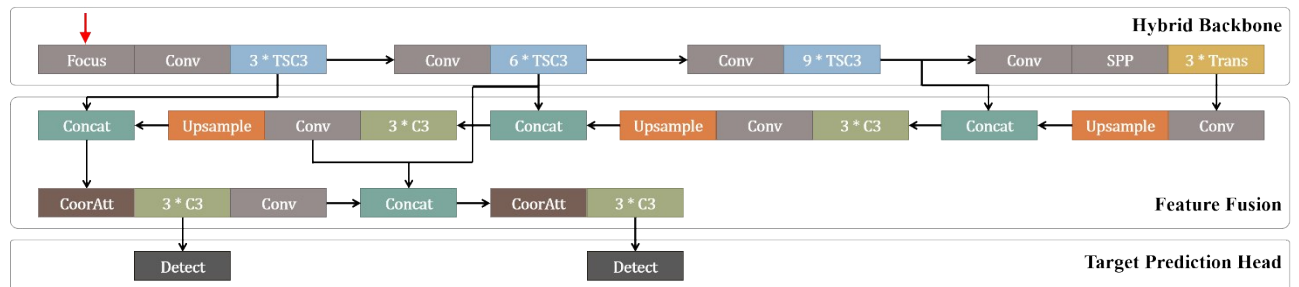 Hybrid Backbone
Focus Conv 3 * TSC3 Conv 6 * TSC3 Conv 9 * TSC3 Conv SPP 3 * Trans
Concat Upsample Conv 3 * C3 Concat Upsample Conv 3 * C3 Concat Upsample Conv
CoorAtt 3 * C3 Conv Concat CoorAtt 3 * C3
Feature Fusion
Detect Detect
Target Prediction Head